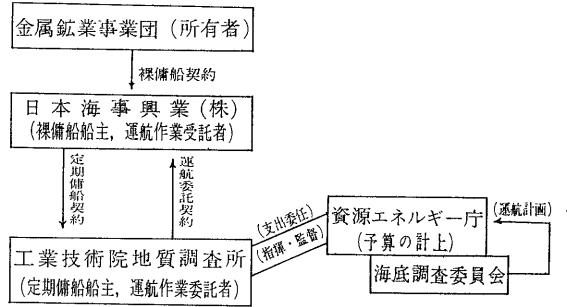 金属鉱業事業団(所有者)
裸傭船契約
日本海事興業(株)
(裸傭船船主,運航作業受託者)
定期傭船契約
運航委託契約
工業技術院地質調査所
(定期傭船船主,運航作業委託者)
(支出委任)
(指揮・監督)
資源エネルギー庁
(予算の計上)
(運航計画)
海底調査委員会